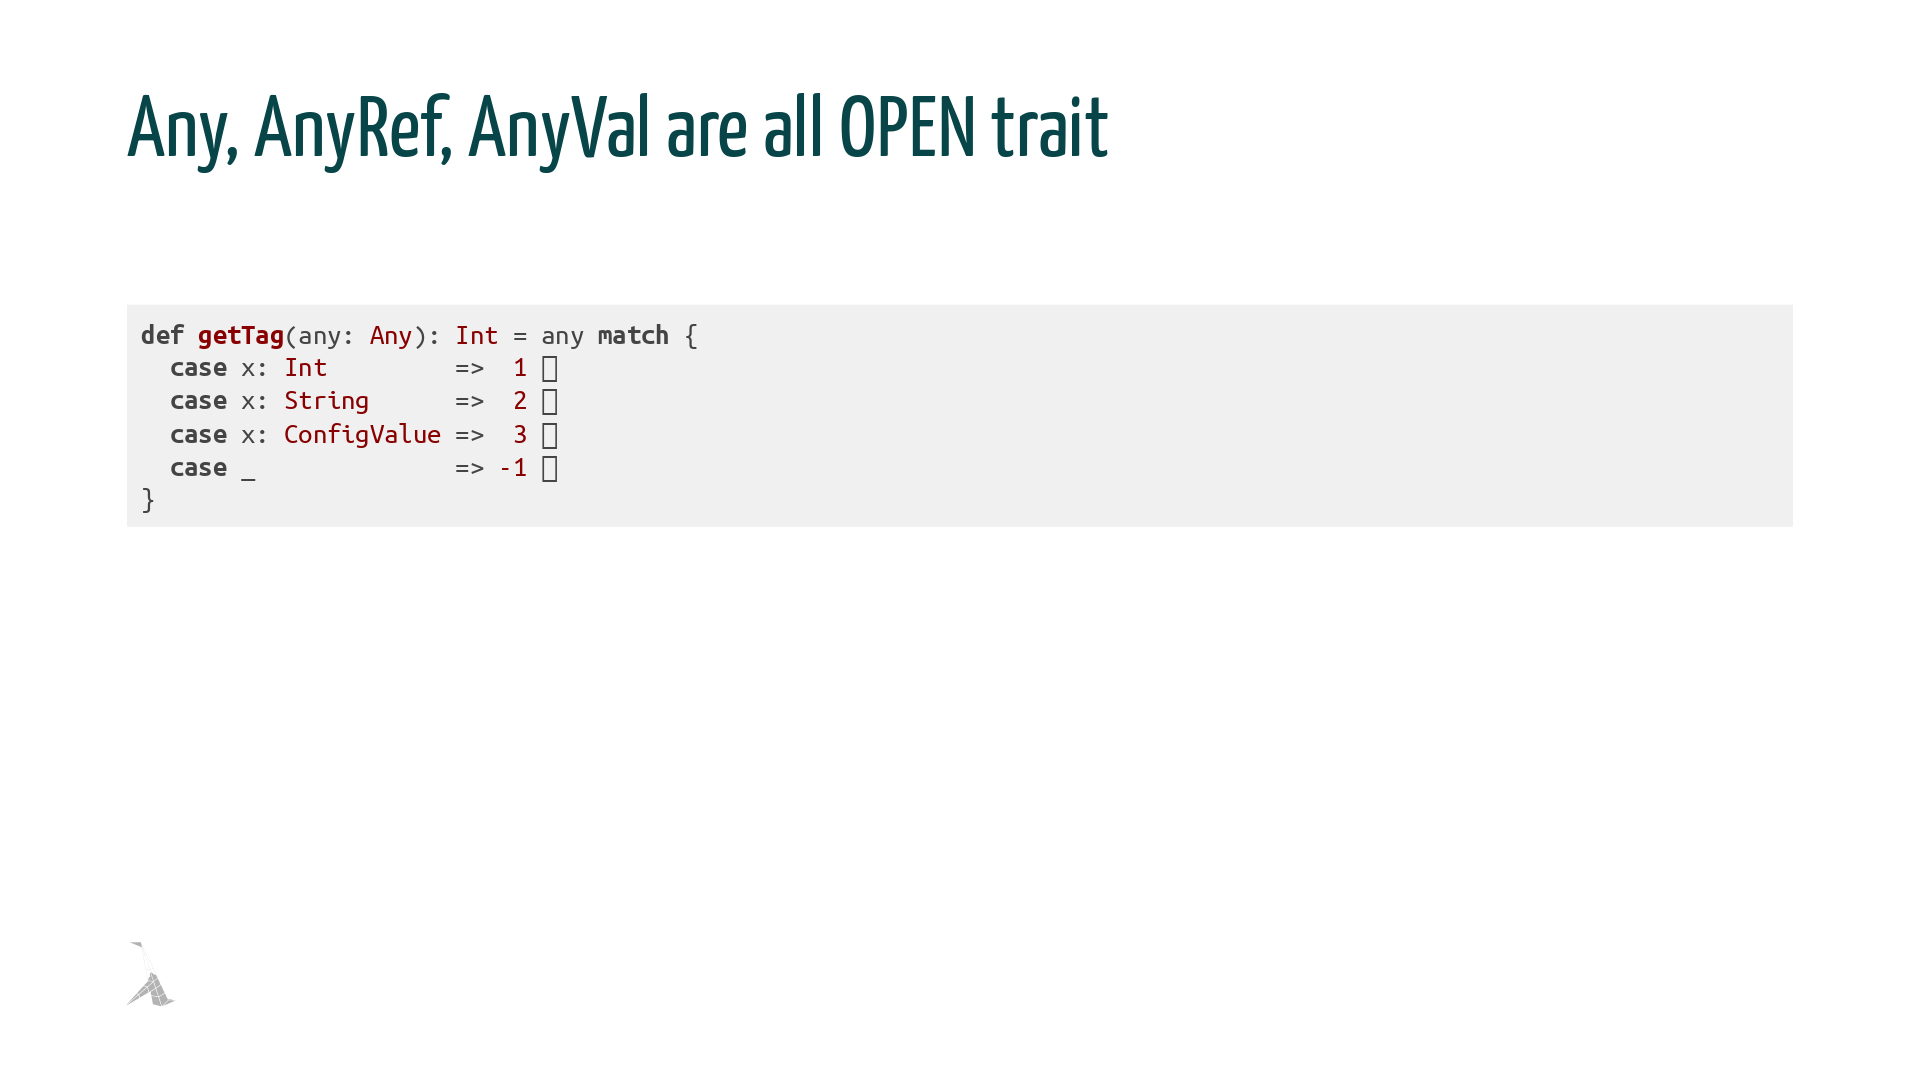 Any, AnyRef, AnyVal are all OPEN trait
def getTag(any: Any): Int = any match {
  case x: Int         =>  1
  case x: String      =>  2
  case x: ConfigValue =>  3
  case _              => -1
}